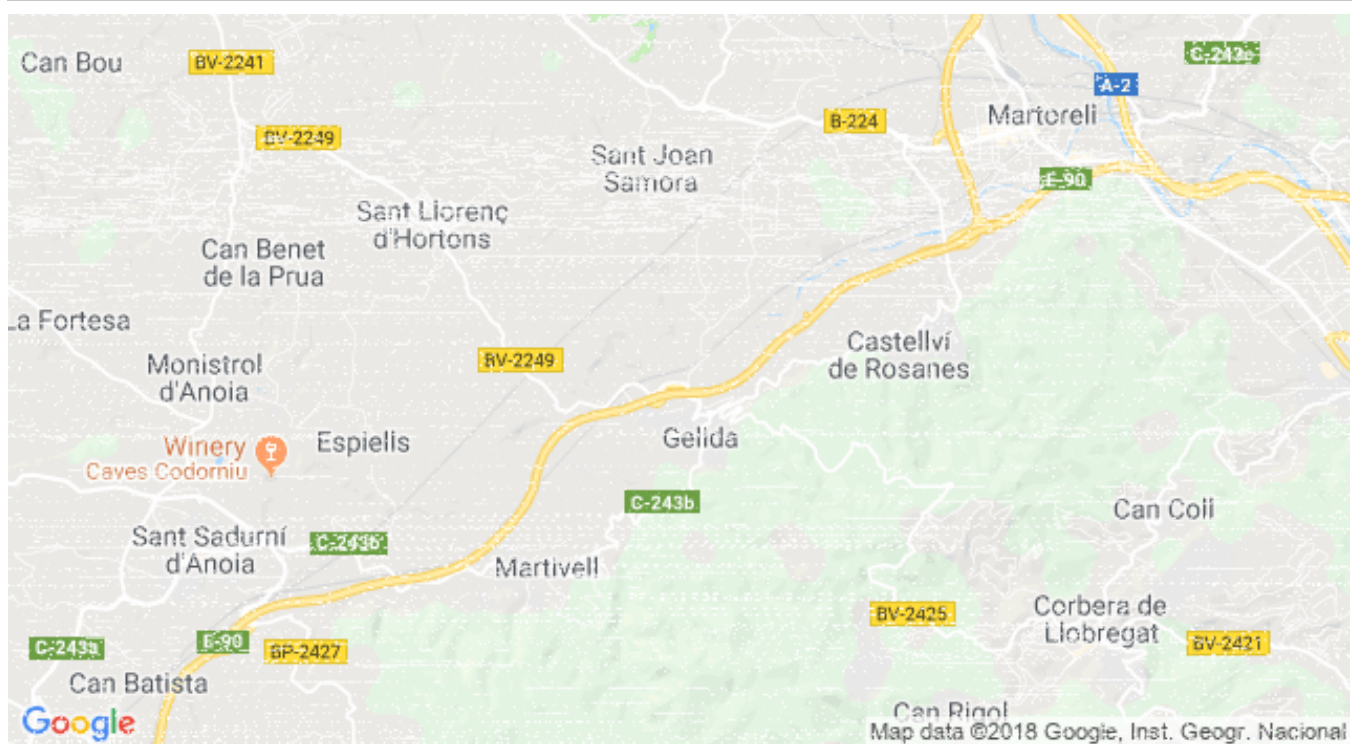 Can Bou
BV-2241
C-243c
A-2
Martorell
B-224
BV-2249
Sant Joan
Samora
E-90
Sant Llorenç
d'Hortons
Can Benet
de la Prua
La Fortesa
Castellví
de Rosanes
Monistrol
d'Anoia
BV-2249
Gelida
Espiells
Winery
Caves Codorniu
C-243b
Can Coll
Sant Sadurní
d'Anoia
C-243b
Martivell
Corbera de
Llobregat
BV-2425
BV-2421
C-243a
E-90
BP-2427
Can Batista
Can Rigol
Google
Map data ©2018 Google, Inst. Geogr. Nacional